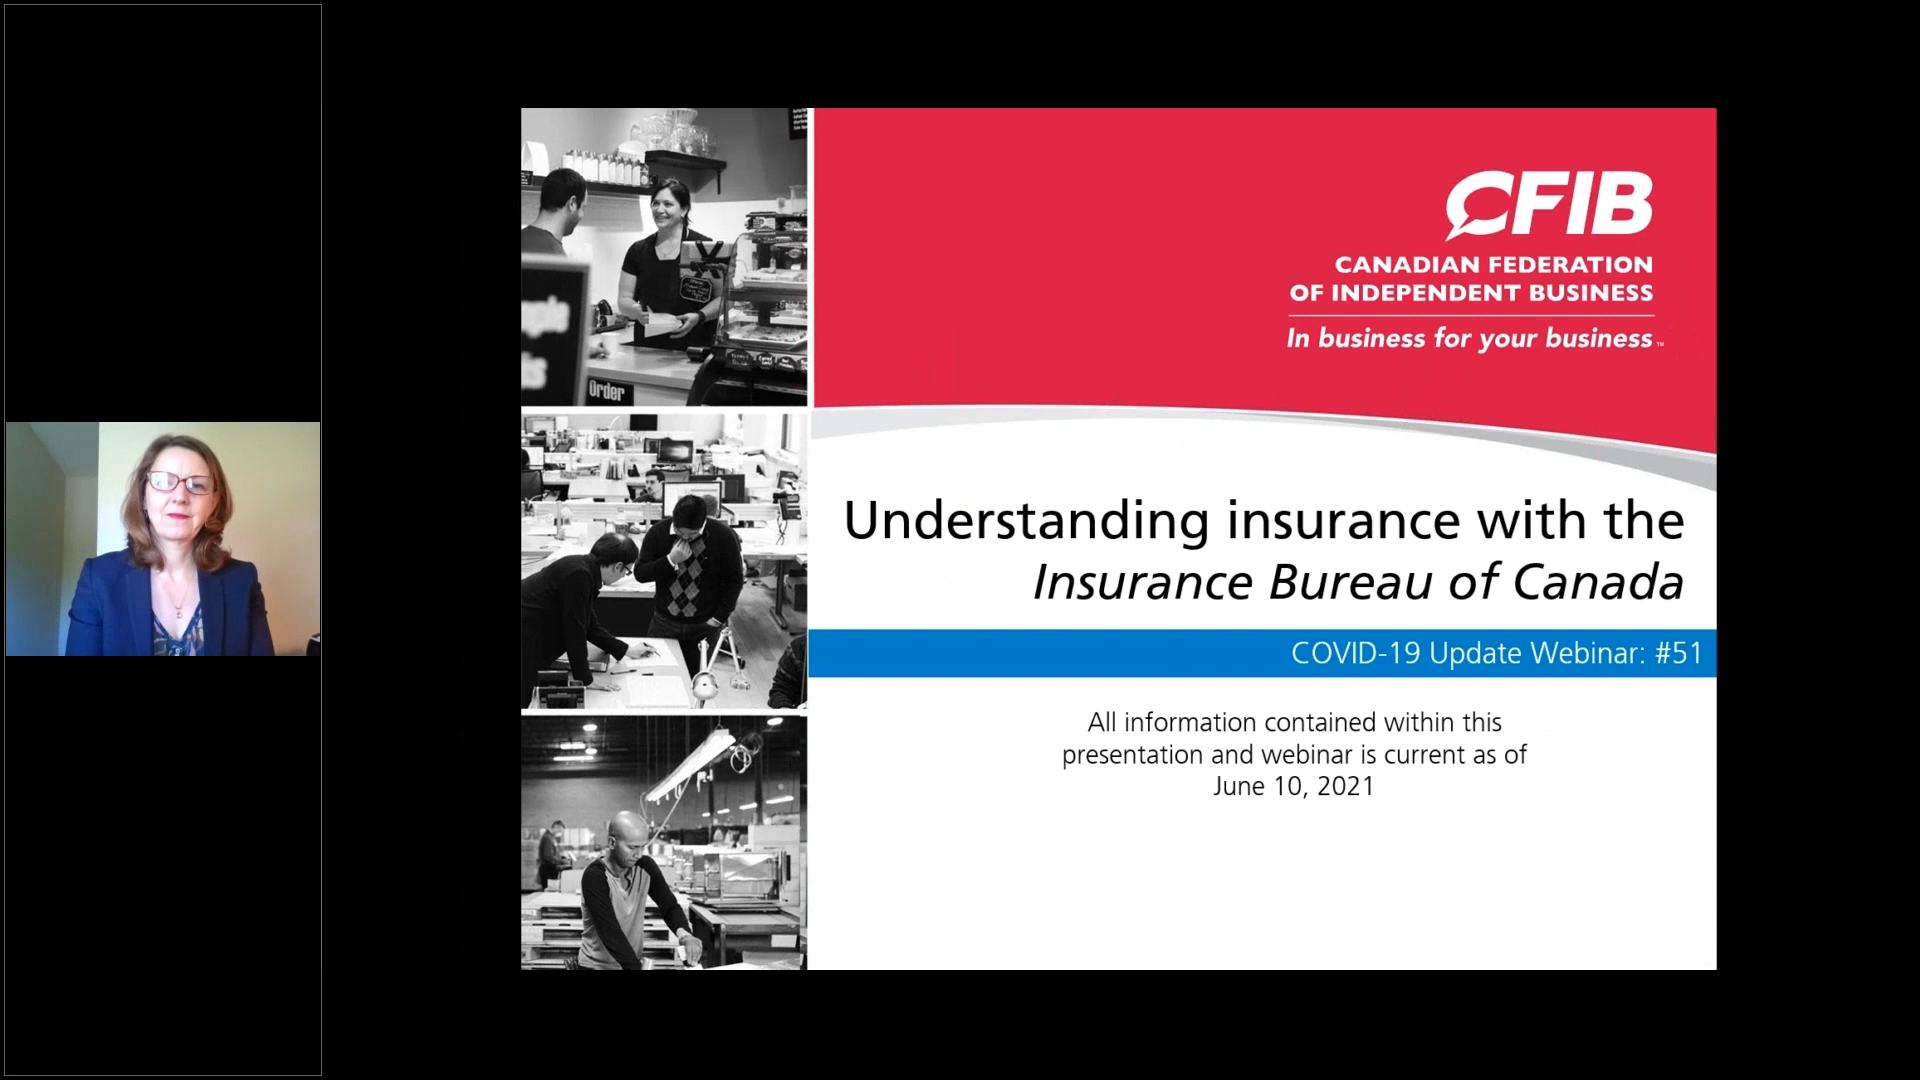 CFIB
CANADIAN FEDERATION
OF INDEPENDENT BUSINESS
In business for your business™
Understanding insurance with the
Insurance Bureau of Canada
COVID-19 Update Webinar: #51
All information contained within this
presentation and webinar is current as of
June 10, 2021
Order